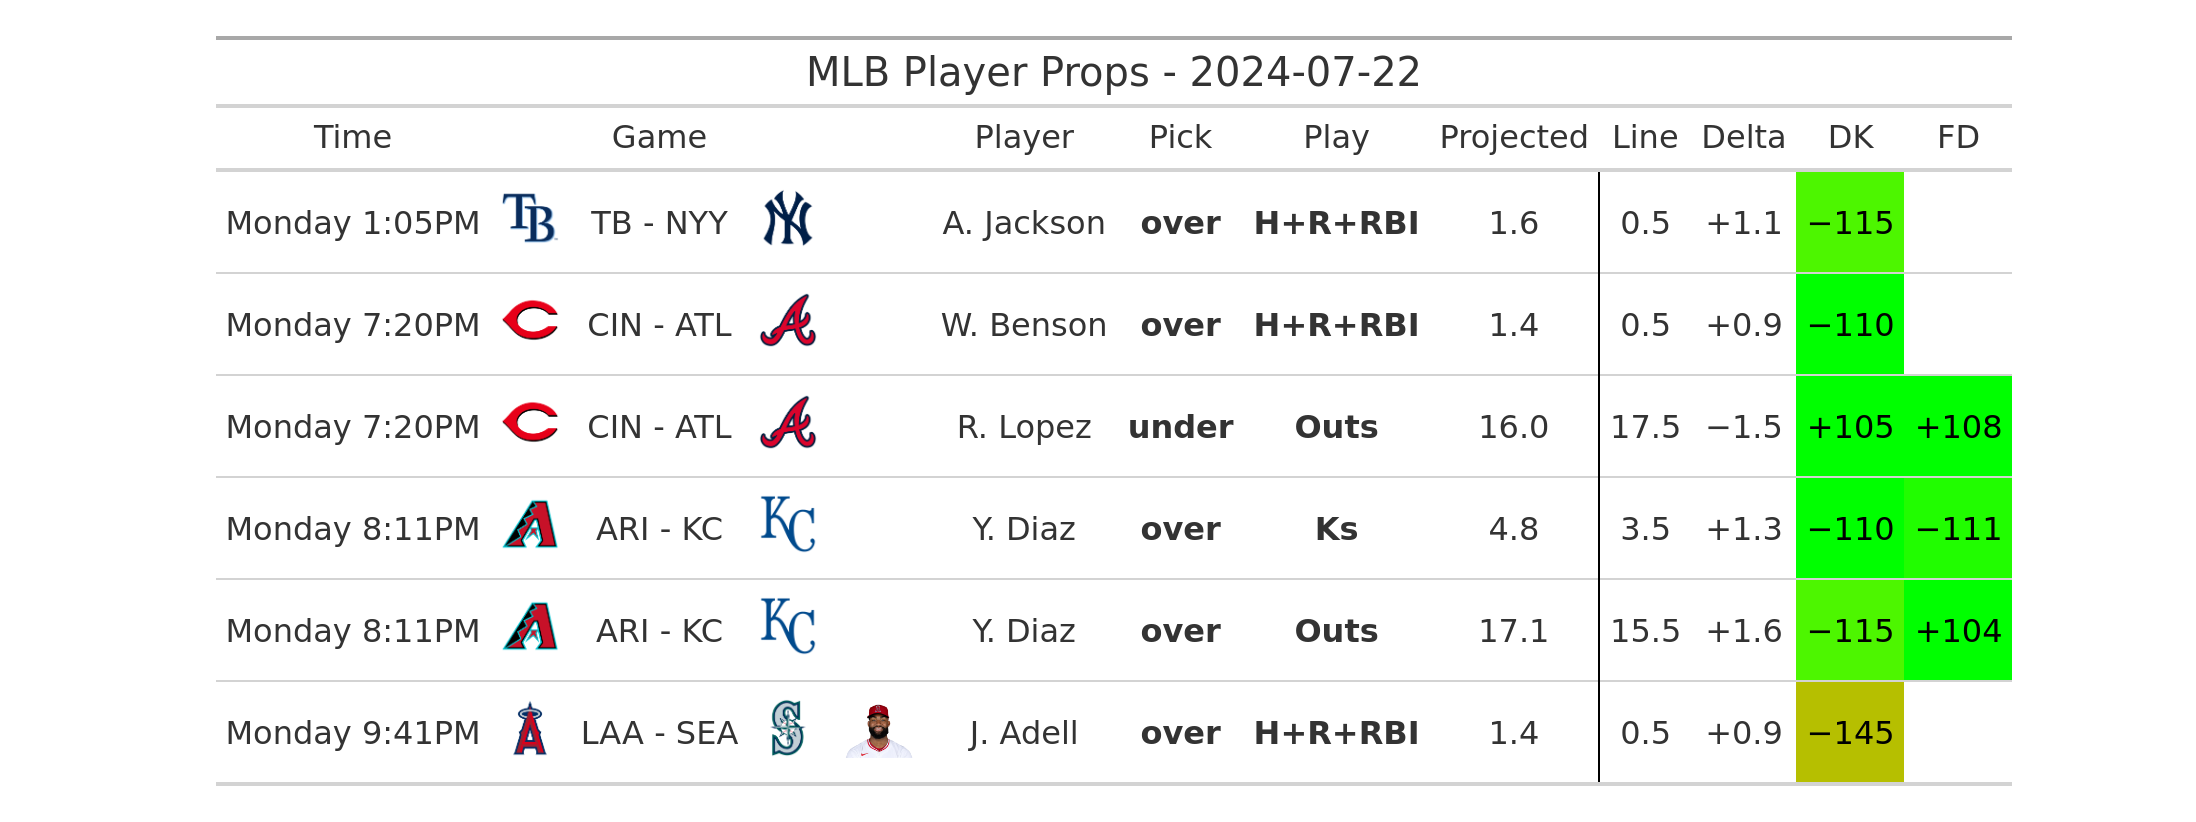 MLB Player Props - 2024-07-22
Time Game Player Pick Play Projected Line Delta DK FD
Monday 1:05PM TB TB - NYY NY A. Jackson over H+R+RBI 1.6 0.5 +1.1 −115
Monday 7:20PM C CIN - ATL A W. Benson over H+R+RBI 1.4 0.5 +0.9 −110
Monday 7:20PM C CIN - ATL A R. Lopez under Outs 16.0 17.5 −1.5 +105 +108
Monday 8:11PM A ARI - KC KC Y. Diaz over Ks 4.8 3.5 +1.3 −110 −111
Monday 8:11PM A ARI - KC KC Y. Diaz over Outs 17.1 15.5 +1.6 −115 +104
Monday 9:41PM A LAA - SEA S J. Adell over H+R+RBI 1.4 0.5 +0.9 −145